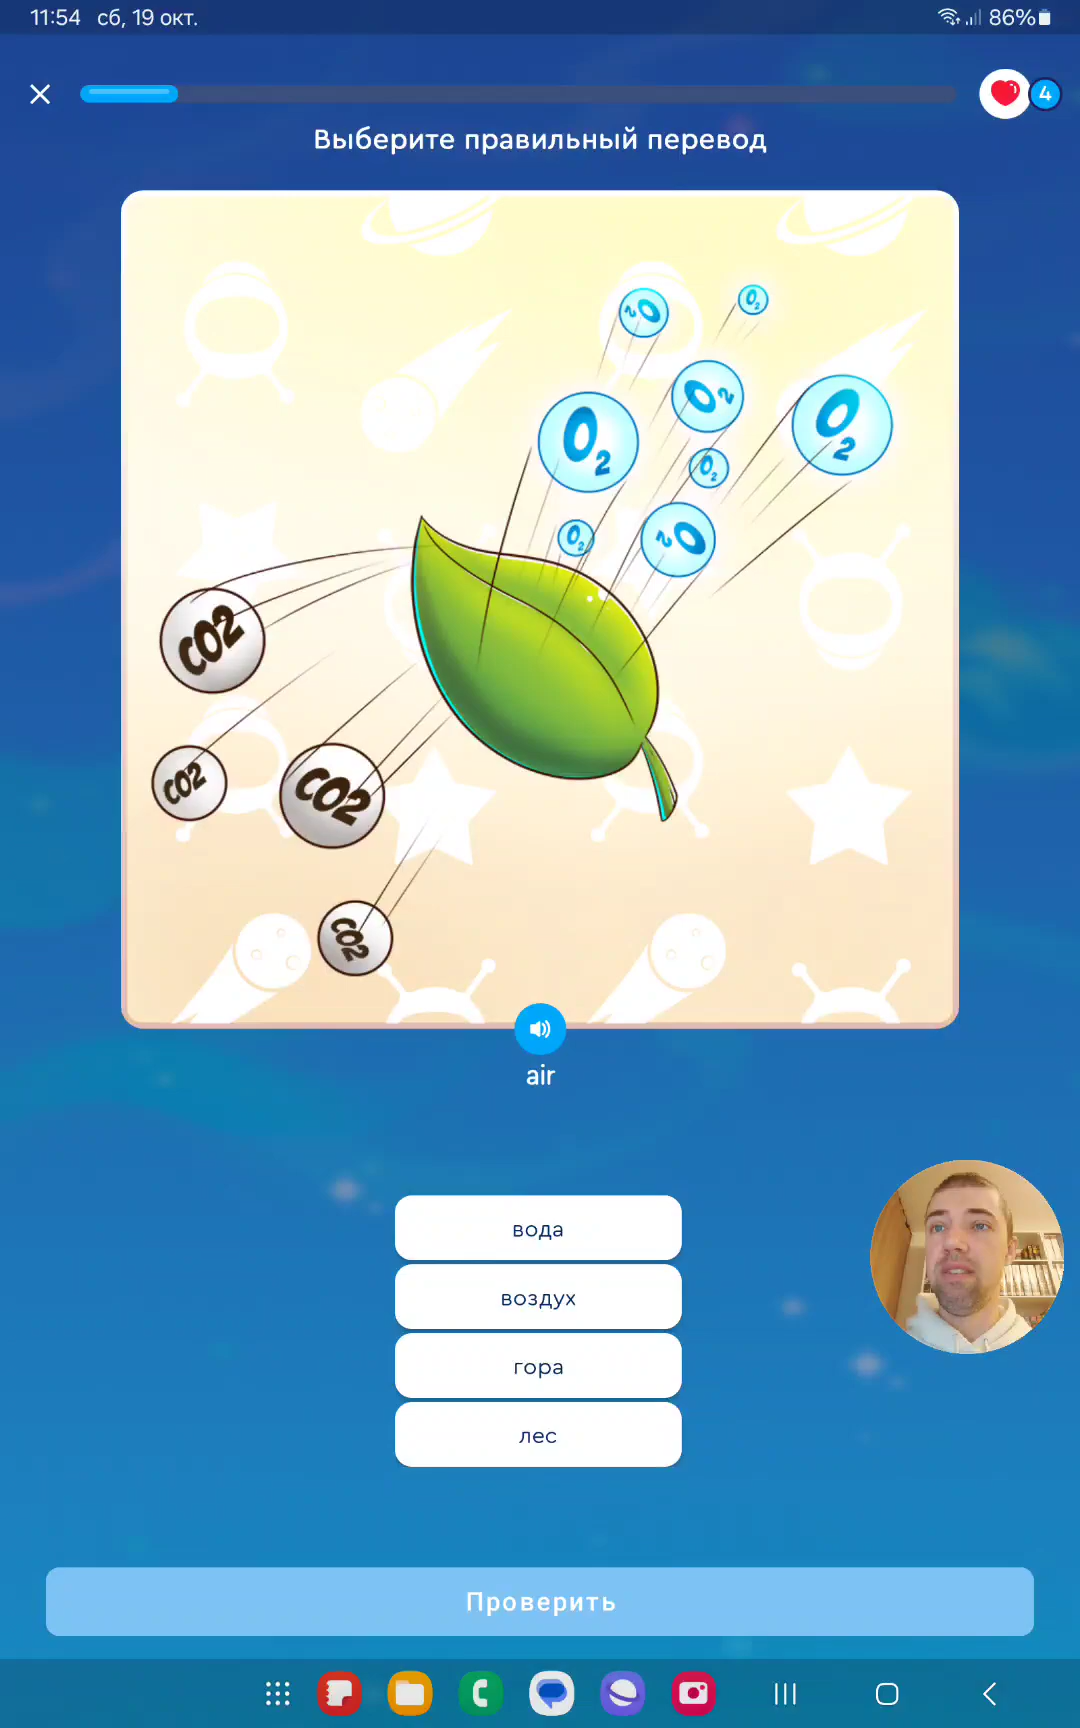 11:54 сб, 19 окт.
86%
4
Выберите правильный перевод
O2
O2
O2
O2
O2
O2
O2
O2
CO2
CO2
CO2
CO2
air
вода
воздух
гора
лес
Проверить